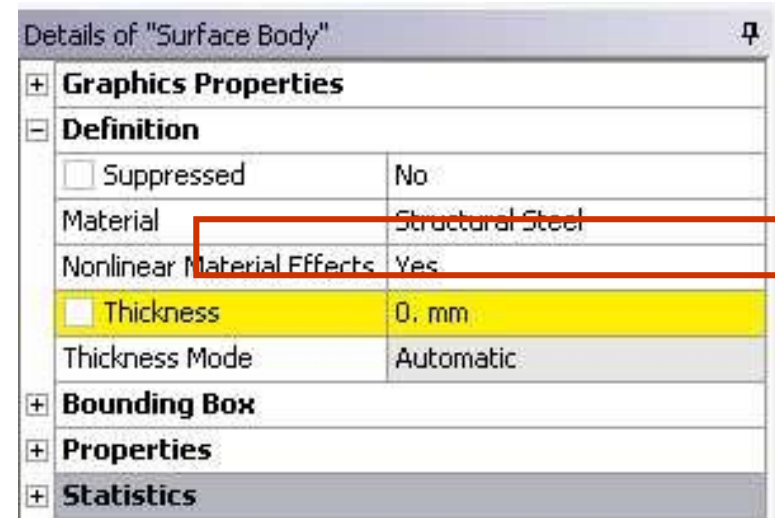 Details of "Surface Body"
Graphics Properties
Definition
Suppressed No
Material Structural Steel
Nonlinear Material Effects Yes
Thickness 0. mm
Thickness Mode Automatic
Bounding Box
Properties
Statistics